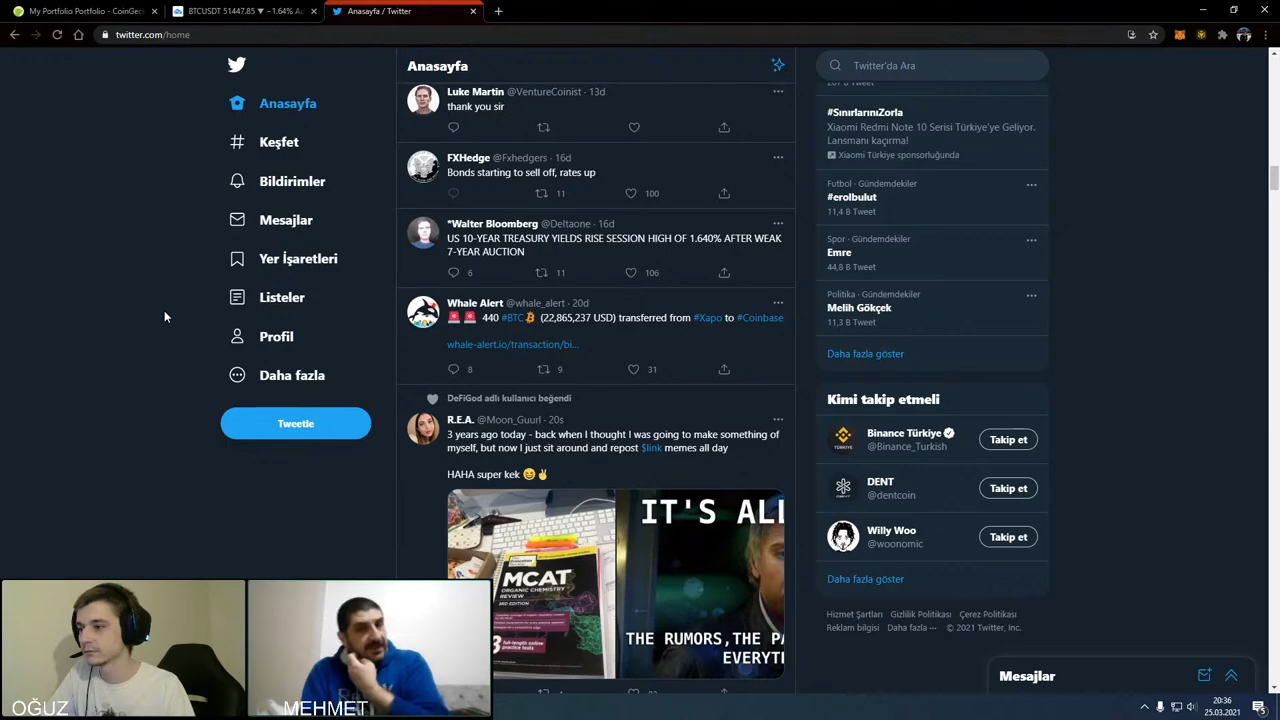 My Portfolio Portfolio - CoinGec
BTCUSDT 51447.85 ▼ −1.64% A
Anasayfa / Twitter
twitter.com/home
Anasayfa
Keşfet
Bildirimler
Mesajlar
Yer İşaretleri
Listeler
Profil
Daha fazla
Tweetle
Anasayfa
Luke Martin @VentureCoinist · 13d
thank you sir
FXHedge @Fxhedgers · 16d
Bonds starting to sell off, rates up
11
100
*Walter Bloomberg @Deltaone · 16d
US 10-YEAR TREASURY YIELDS RISE SESSION HIGH OF 1.640% AFTER WEAK
7-YEAR AUCTION
6
11
106
Whale Alert @whale_alert · 20d
🚨 🚨 440 #BTC (22,865,237 USD) transferred from #Xapo to #Coinbase
whale-alert.io/transaction/bi...
8
9
31
DeFiGod adlı kullanıcı beğendi
R.E.A. @Moon_Guurl · 20s
3 years ago today - back when I thought I was going to make something of
myself, but now I just sit around and repost $link memes all day
HAHA super kek 😆✌
MCAT
ORGANIC CHEMISTRY
REVIEW
3RD EDITION
IT'S ALL
THE RUMORS,THE PA
EVERYTH
Twitter'da Ara
#SınırlarınıZorla
Xiaomi Redmi Note 10 Serisi Türkiye'ye Geliyor.
Lansmanı kaçırma!
Xiaomi Türkiye sponsorluğunda
Futbol · Gündemdekiler
#erolbulut
11,4 B Tweet
Spor · Gündemdekiler
Emre
44,8 B Tweet
Politika · Gündemdekiler
Melih Gökçek
11,3 B Tweet
Daha fazla göster
Kimi takip etmeli
Binance Türkiye
@Binance_Turkish
Takip et
DENT
@dentcoin
Takip et
Willy Woo
@woonomic
Takip et
Daha fazla göster
Hizmet Şartları Gizlilik Politikası Çerez Politikası
Reklam bilgisi Daha fazla ··· © 2021 Twitter, Inc.
Mesajlar
OĞUZ
MEHMET
20:36
25.03.2021
5